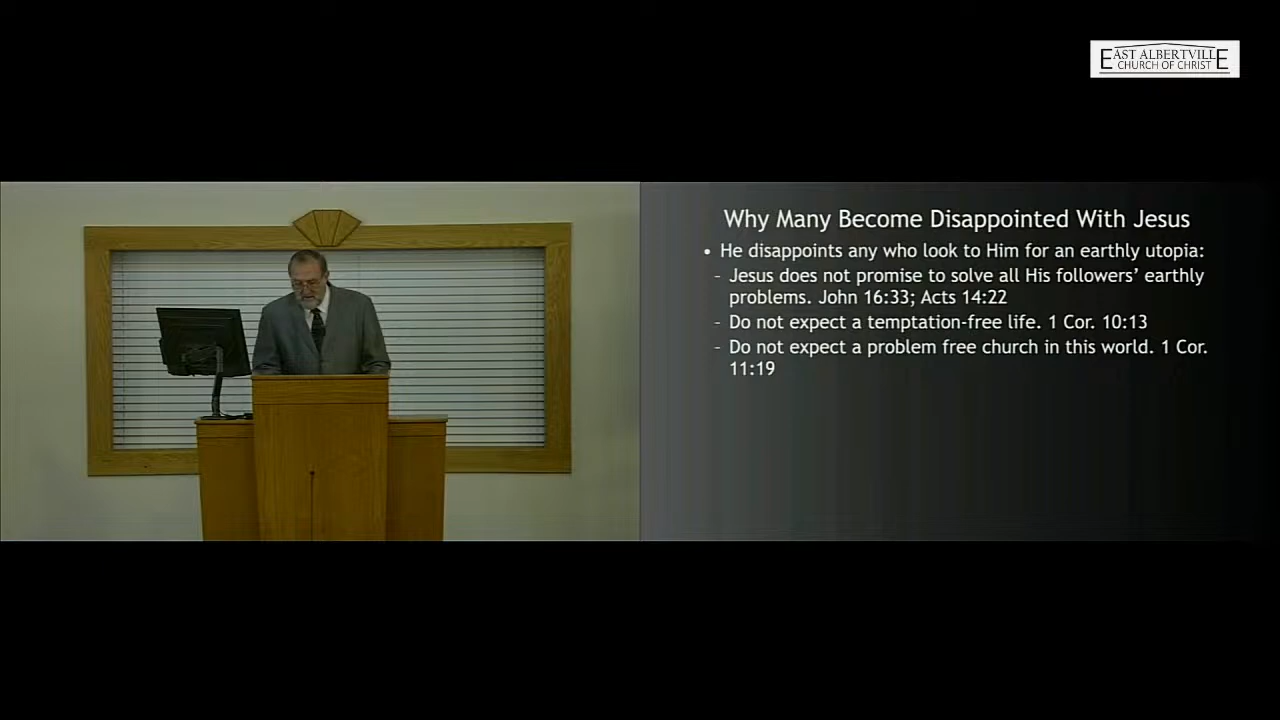 EAST ALBERTVILLE
CHURCH OF CHRIST
Why Many Become Disappointed With Jesus
• He disappoints any who look to Him for an earthly utopia:
- Jesus does not promise to solve all His followers’ earthly
problems. John 16:33; Acts 14:22
- Do not expect a temptation-free life. 1 Cor. 10:13
- Do not expect a problem free church in this world. 1 Cor.
11:19